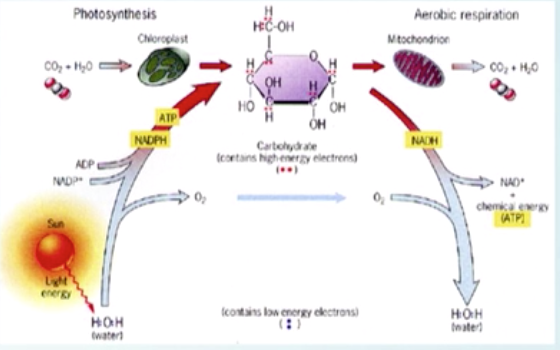 Photosynthesis
Aerobic respiration
Chloroplast
Mitochondrion
CO₂ + H₂O
CO₂ + H₂O
H
HC-OH
H
C
O
H
H
OH
H
HO
OH
H
OH
ATP
NADPH
NADH
Carbohydrate
(contains high-energy electrons)
(••)
ADP
NADP⁺
O₂
O₂
NAD⁺
+
chemical energy
(ATP)
Sun
Light
energy
H:O:H
(water)
(contains low-energy electrons)
( : )
H:O:H
(water)